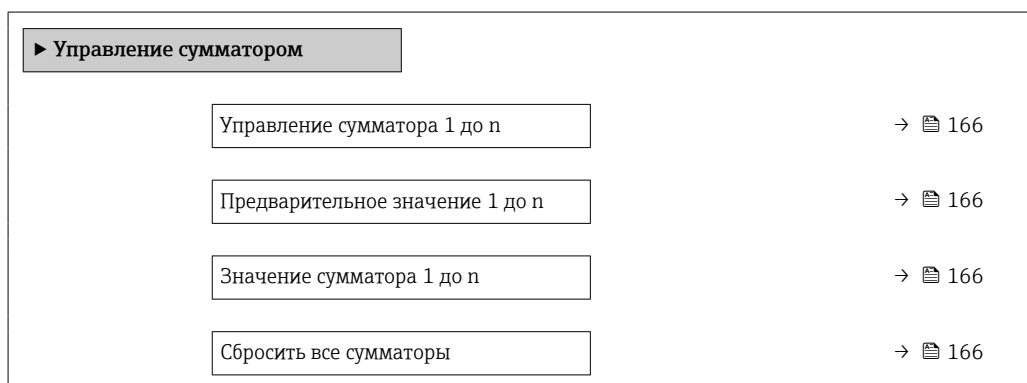 ▶ Управление сумматором
Управление сумматора 1 до n → 166
Предварительное значение 1 до n → 166
Значение сумматора 1 до n → 166
Сбросить все сумматоры → 166